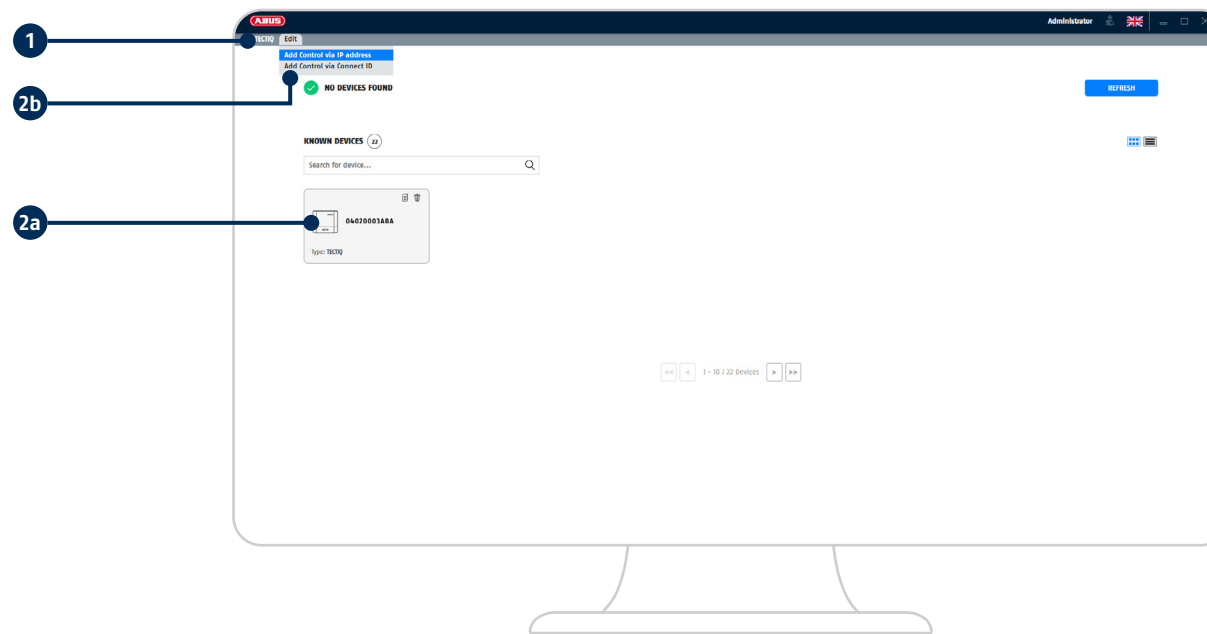 ABUS
Administrator
1
TECTIQ Edit
Add Control via IP address
Add Control via Connect ID
2b
NO DEVICES FOUND
REFRESH
KNOWN DEVICES 22
Search for device...
2a
04020003ABA
Type: TECTIQ
<< < 1 - 10 / 22 Devices > >>